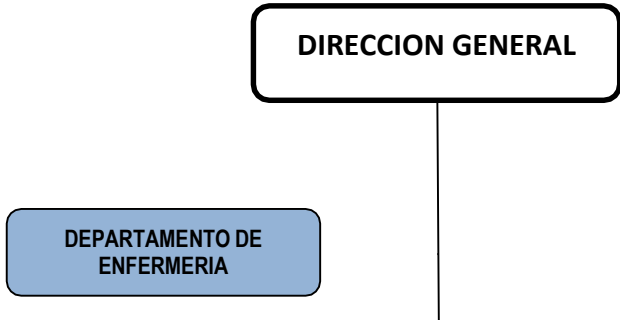 DIRECCION GENERAL
DEPARTAMENTO DE
ENFERMERIA